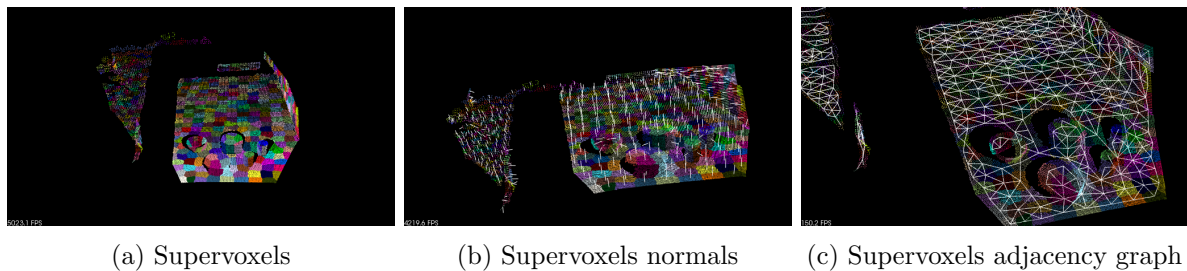 5023.1 FPS
4219.6 FPS
150.2 FPS
(a) Supervoxels
(b) Supervoxels normals
(c) Supervoxels adjacency graph